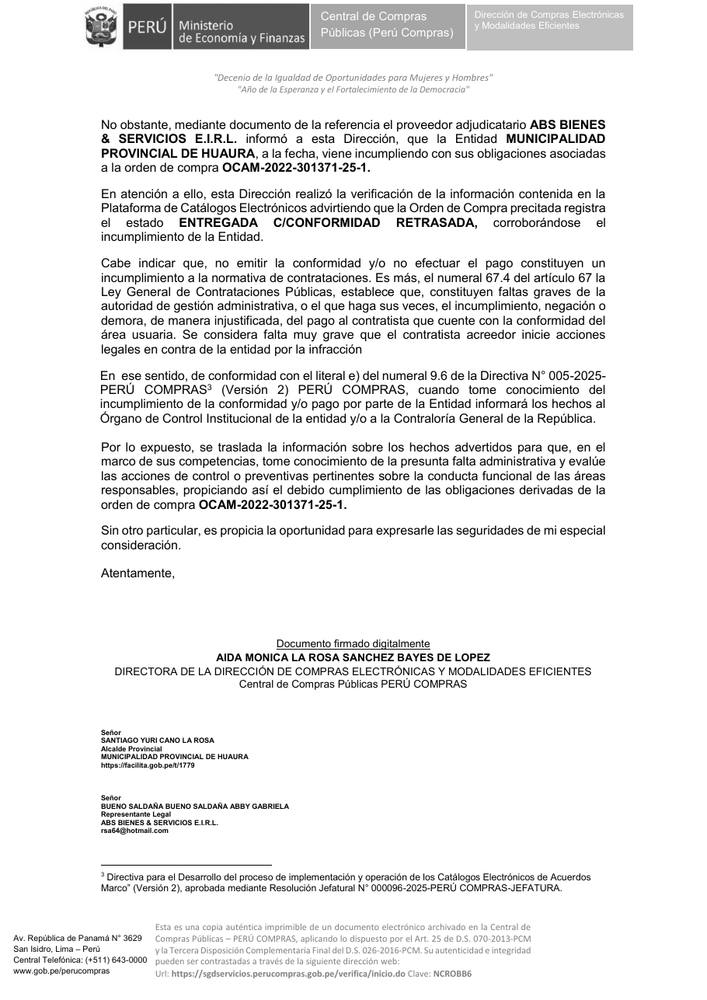 REPÚBLICA DEL PERÚ
PERÚ
Ministerio
de Economía y Finanzas
Central de Compras
Públicas (Perú Compras)
Dirección de Compras Electrónicas
y Modalidades Eficientes
"Decenio de la Igualdad de Oportunidades para Mujeres y Hombres"
"Año de la Esperanza y el Fortalecimiento de la Democracia"
No obstante, mediante documento de la referencia el proveedor adjudicatario ABS BIENES
& SERVICIOS E.I.R.L. informó a esta Dirección, que la Entidad MUNICIPALIDAD
PROVINCIAL DE HUAURA, a la fecha, viene incumpliendo con sus obligaciones asociadas
a la orden de compra OCAM-2022-301371-25-1.
En atención a ello, esta Dirección realizó la verificación de la información contenida en la
Plataforma de Catálogos Electrónicos advirtiendo que la Orden de Compra precitada registra
el estado ENTREGADA C/CONFORMIDAD RETRASADA, corroborándose el
incumplimiento de la Entidad.
Cabe indicar que, no emitir la conformidad y/o no efectuar el pago constituyen un
incumplimiento a la normativa de contrataciones. Es más, el numeral 67.4 del artículo 67 la
Ley General de Contrataciones Públicas, establece que, constituyen faltas graves de la
autoridad de gestión administrativa, o el que haga sus veces, el incumplimiento, negación o
demora, de manera injustificada, del pago al contratista que cuente con la conformidad del
área usuaria. Se considera falta muy grave que el contratista acreedor inicie acciones
legales en contra de la entidad por la infracción
En ese sentido, de conformidad con el literal e) del numeral 9.6 de la Directiva N° 005-2025-
PERÚ COMPRAS³ (Versión 2) PERÚ COMPRAS, cuando tome conocimiento del
incumplimiento de la conformidad y/o pago por parte de la Entidad informará los hechos al
Órgano de Control Institucional de la entidad y/o a la Contraloría General de la República.
Por lo expuesto, se traslada la información sobre los hechos advertidos para que, en el
marco de sus competencias, tome conocimiento de la presunta falta administrativa y evalúe
las acciones de control o preventivas pertinentes sobre la conducta funcional de las áreas
responsables, propiciando así el debido cumplimiento de las obligaciones derivadas de la
orden de compra OCAM-2022-301371-25-1.
Sin otro particular, es propicia la oportunidad para expresarle las seguridades de mi especial
consideración.
Atentamente,
Documento firmado digitalmente
AIDA MONICA LA ROSA SANCHEZ BAYES DE LOPEZ
DIRECTORA DE LA DIRECCIÓN DE COMPRAS ELECTRÓNICAS Y MODALIDADES EFICIENTES
Central de Compras Públicas PERÚ COMPRAS
Señor
SANTIAGO YURI CANO LA ROSA
Alcalde Provincial
MUNICIPALIDAD PROVINCIAL DE HUAURA
https://facilita.gob.pe/t/1779
Señor
BUENO SALDAÑA BUENO SALDAÑA ABBY GABRIELA
Representante Legal
ABS BIENES & SERVICIOS E.I.R.L.
rsa64@hotmail.com
³ Directiva para el Desarrollo del proceso de implementación y operación de los Catálogos Electrónicos de Acuerdos
Marco” (Versión 2), aprobada mediante Resolución Jefatural N° 000096-2025-PERÚ COMPRAS-JEFATURA.
Av. República de Panamá N° 3629
San Isidro, Lima – Perú
Central Telefónica: (+511) 643-0000
www.gob.pe/perucompras
Esta es una copia auténtica imprimible de un documento electrónico archivado en la Central de
Compras Públicas – PERÚ COMPRAS, aplicando lo dispuesto por el Art. 25 de D.S. 070-2013-PCM
y la Tercera Disposición Complementaria Final del D.S. 026-2016-PCM. Su autenticidad e integridad
pueden ser contrastadas a través de la siguiente dirección web:
Url: https://sgdservicios.perucompras.gob.pe/verifica/inicio.do Clave: NCROBB6